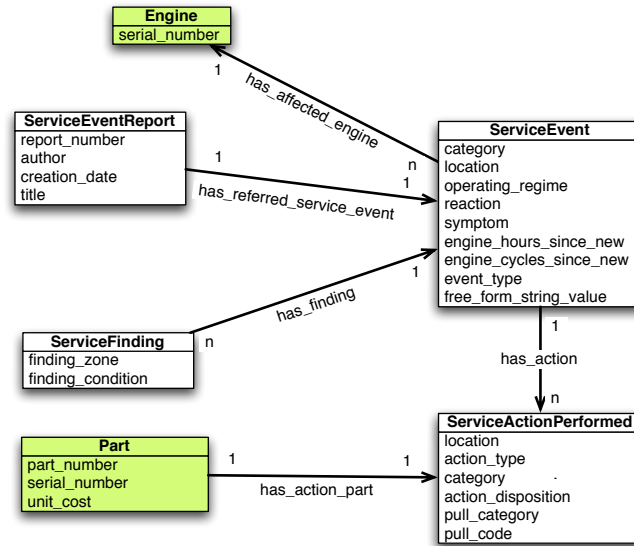 Engine
serial_number
1
has_affected_engine
n
ServiceEventReport
report_number
author
creation_date
title
1
has_referred_service_event
1
ServiceEvent
category
location
operating_regime
reaction
symptom
engine_hours_since_new
engine_cycles_since_new
event_type
free_form_string_value
1
has_finding
n
ServiceFinding
finding_zone
finding_condition
1
has_action
n
Part
part_number
serial_number
unit_cost
1
has_action_part
1
ServiceActionPerformed
location
action_type
category
action_disposition
pull_category
pull_code